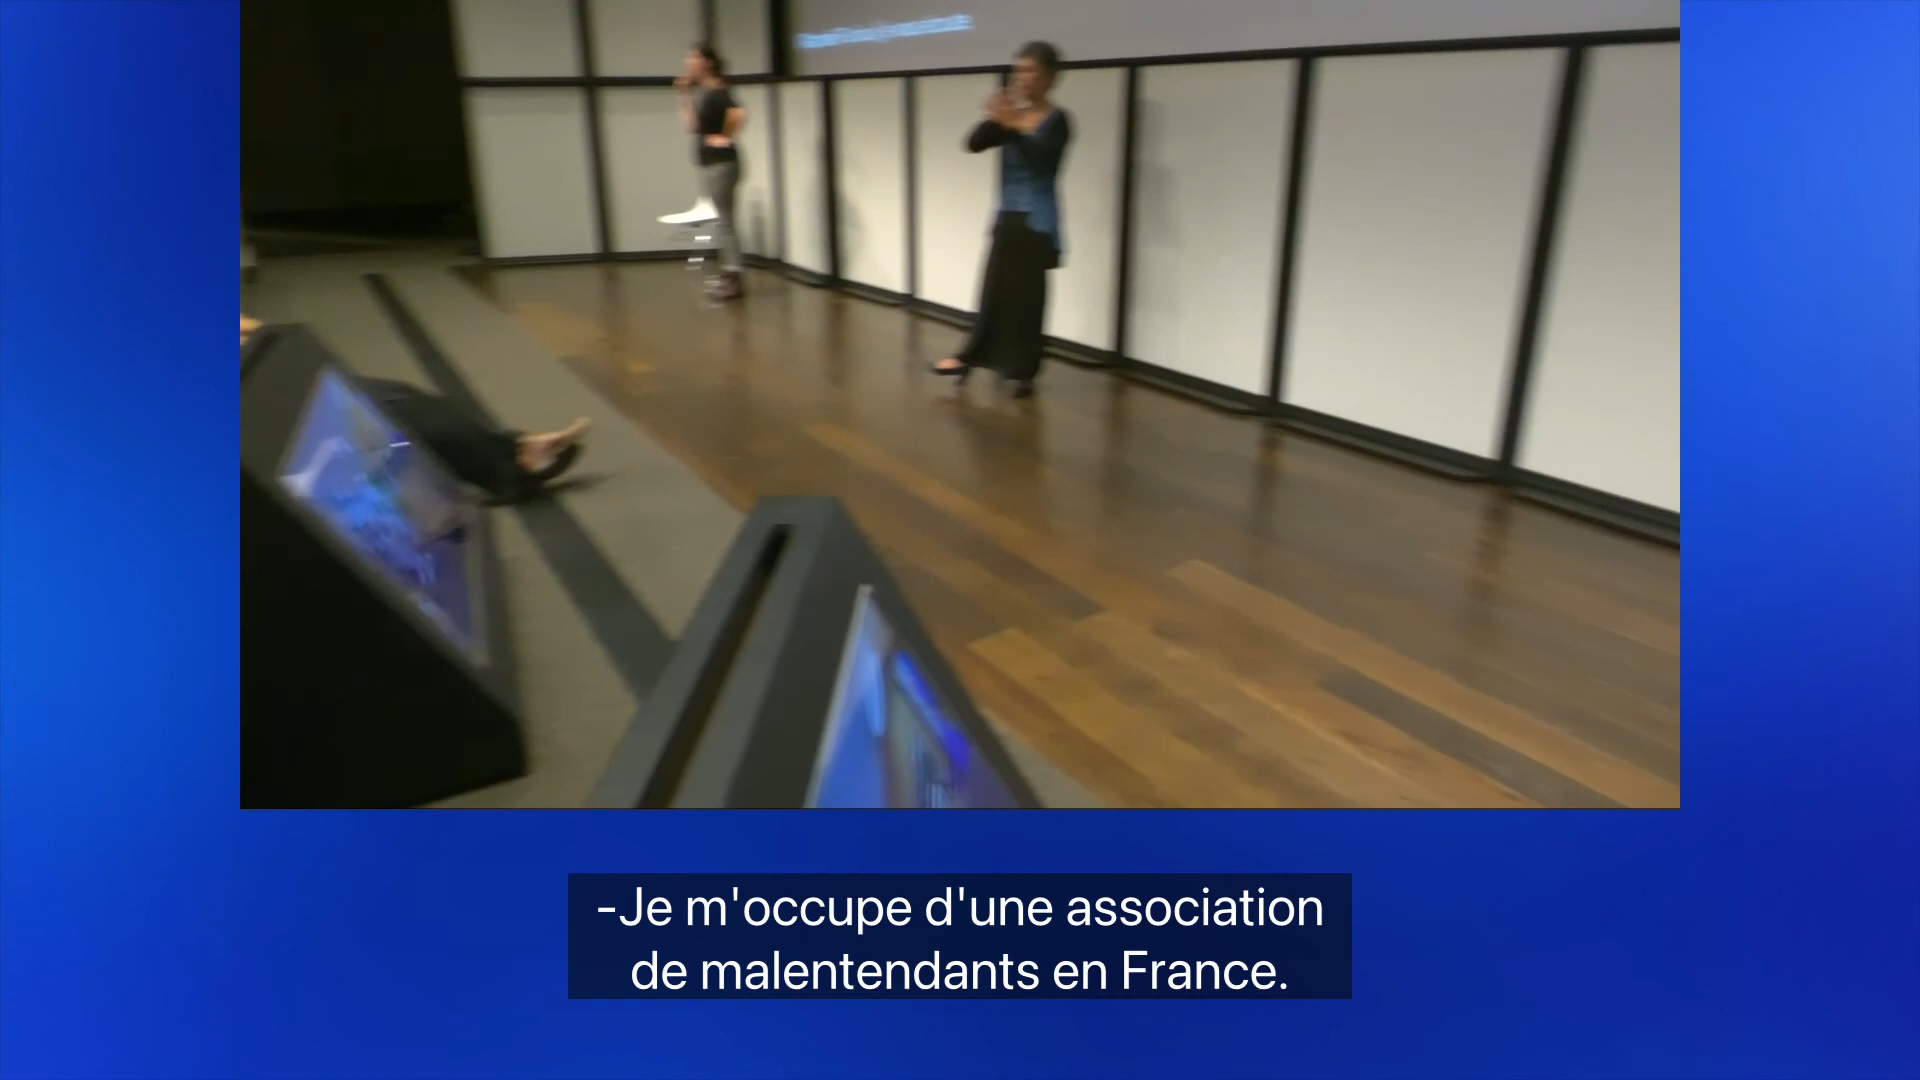 -Je m'occupe d'une association
de malentendants en France.